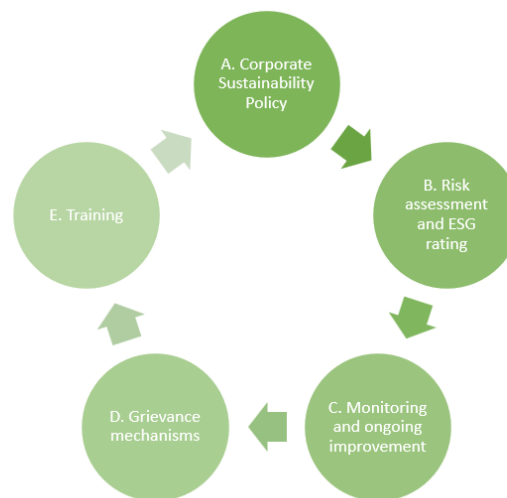 A. Corporate
Sustainability
Policy
B. Risk
assessment
and ESG
rating
C. Monitoring
and ongoing
improvement
D. Grievance
mechanisms
E. Training